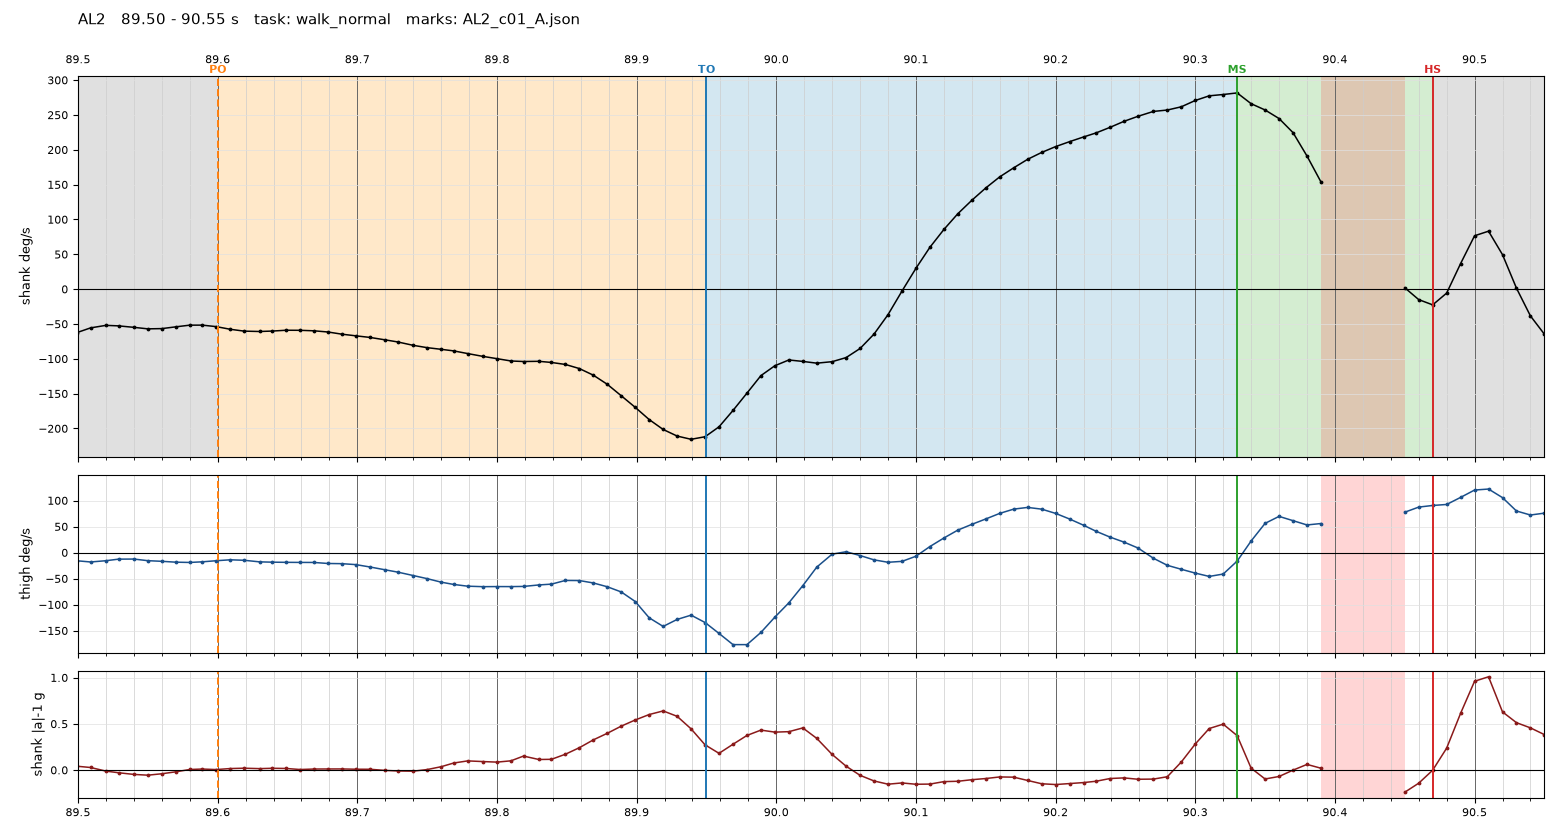 AL2   89.50 - 90.55 s   task: walk_normal   marks: AL2_c01_A.json
89.5 89.6 89.7 89.8 89.9 90.0 90.1 90.2 90.3 90.4 90.5
PO TO MS HS
300
250
200
150
100
50
0
−50
−100
−150
−200
shank deg/s
100
50
0
−50
−100
−150
thigh deg/s
1.0
0.5
0.0
shank |a|-1 g
89.5 89.6 89.7 89.8 89.9 90.0 90.1 90.2 90.3 90.4 90.5